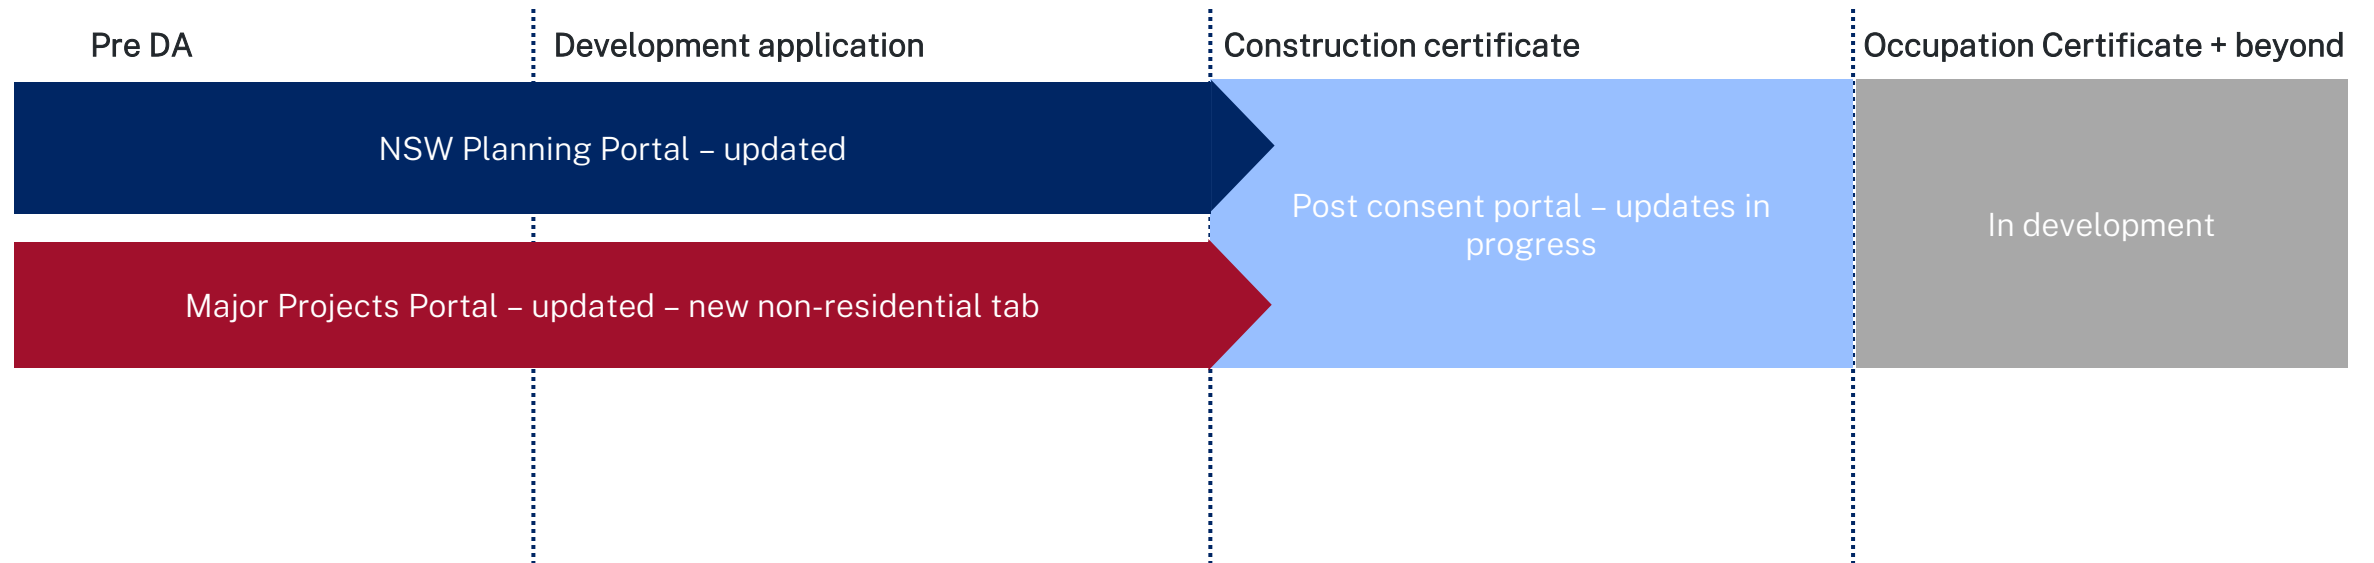 Pre DA
Development application
Construction certificate
Occupation Certificate + beyond
NSW Planning Portal – updated
Major Projects Portal – updated – new non-residential tab
Post consent portal – updates in
progress
In development